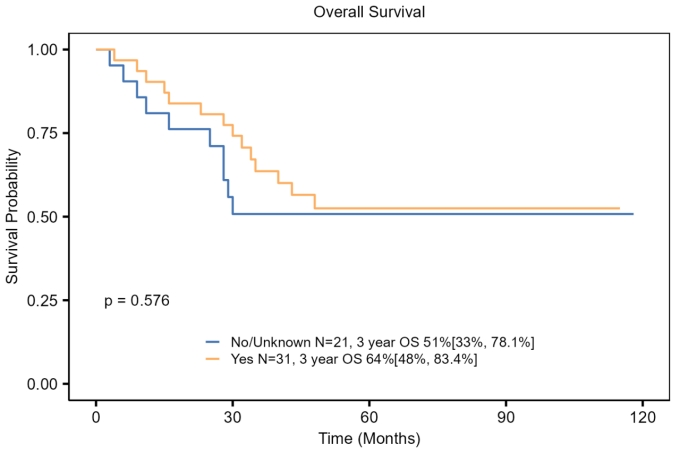 Overall Survival
1.00
0.75
0.50
0.25
0.00
Survival Probability
p = 0.576
No/Unknown N=21, 3 year OS 51%[33%, 78.1%]
Yes N=31, 3 year OS 64%[48%, 83.4%]
0 30 60 90 120
Time (Months)